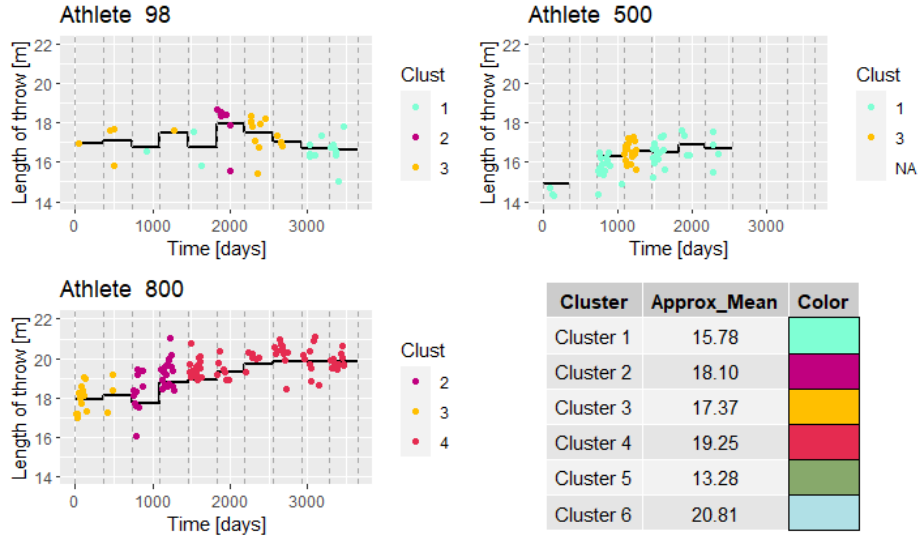 Athlete 98
Length of throw [m]
22
20
18
16
14
0 1000 2000 3000
Time [days]
Clust
1
2
3
Athlete 500
Length of throw [m]
22
20
18
16
14
0 1000 2000 3000
Time [days]
Clust
1
3
NA
Athlete 800
Length of throw [m]
22
20
18
16
14
0 1000 2000 3000
Time [days]
Clust
2
3
4
Cluster Approx_Mean Color
Cluster 1 15.78
Cluster 2 18.10
Cluster 3 17.37
Cluster 4 19.25
Cluster 5 13.28
Cluster 6 20.81